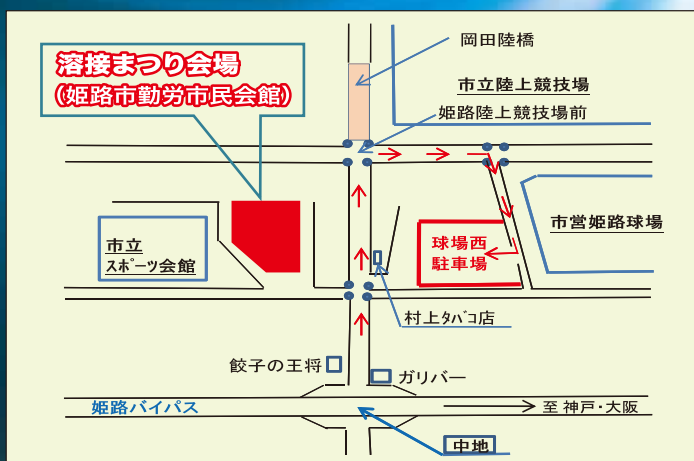 溶接まつり会場
(姫路市勤労市民会館)
岡田陸橋
市立陸上競技場
姫路陸上競技場前
市営姫路球場
市立
スポーツ会館
球場西
駐車場
村上タバコ店
餃子の王将
ガリバー
姫路バイパス
至 神戸・大阪
中地